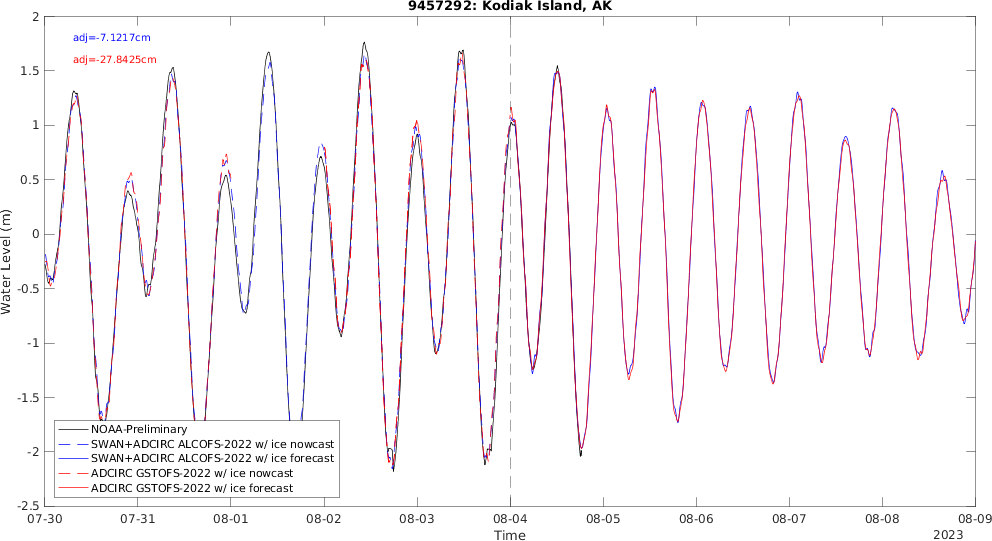 9457292: Kodiak Island, AK
adj=-7.1217cm
adj=-27.8425cm
2
1.5
1
0.5
0
-0.5
-1
-1.5
-2
-2.5
Water Level (m)
NOAA-Preliminary
SWAN+ADCIRC ALCOFS-2022 w/ ice nowcast
SWAN+ADCIRC ALCOFS-2022 w/ ice forecast
ADCIRC GSTOFS-2022 w/ ice nowcast
ADCIRC GSTOFS-2022 w/ ice forecast
07-30 07-31 08-01 08-02 08-03 08-04 08-05 08-06 08-07 08-08 08-09
Time
2023